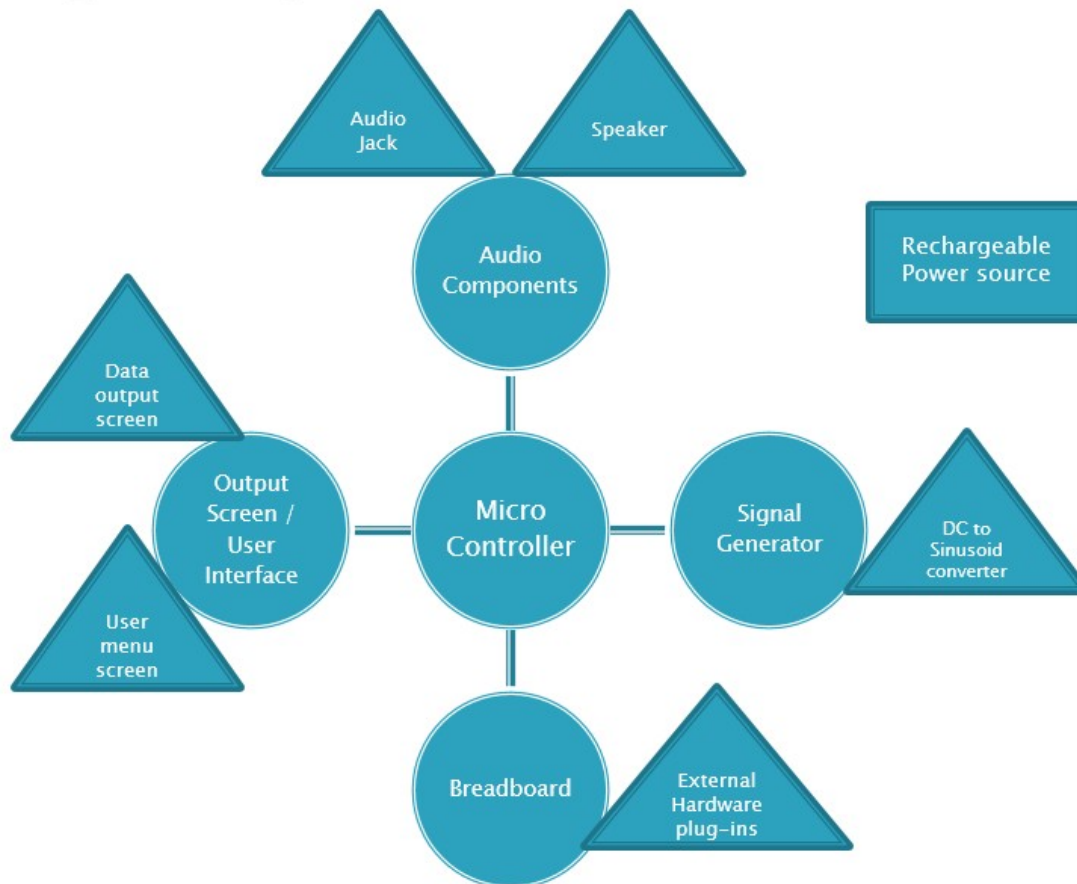 Audio
Jack
Speaker
Audio
Components
Rechargeable
Power source
Data
output
screen
Output
Screen /
User
Interface
Micro
Controller
Signal
Generator
DC to
Sinusoid
converter
User
menu
screen
Breadboard
External
Hardware
plug-ins